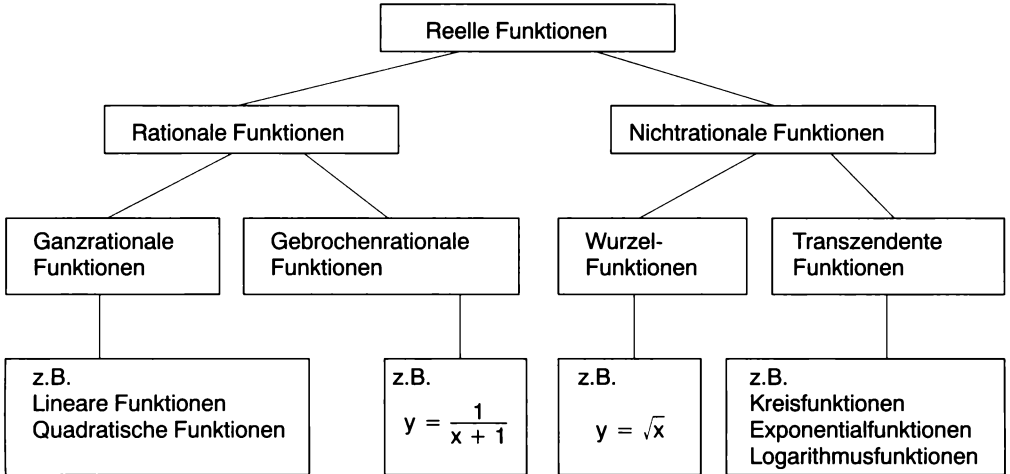 Reelle Funktionen
Rationale Funktionen
Nichtrationale Funktionen
Ganzrationale
Funktionen
Gebrochenrationale
Funktionen
Wurzel-
Funktionen
Transzendente
Funktionen
z.B.
Lineare Funktionen
Quadratische Funktionen
z.B.
y = 1/(x + 1)
z.B.
y = √x
z.B.
Kreisfunktionen
Exponentialfunktionen
Logarithmusfunktionen